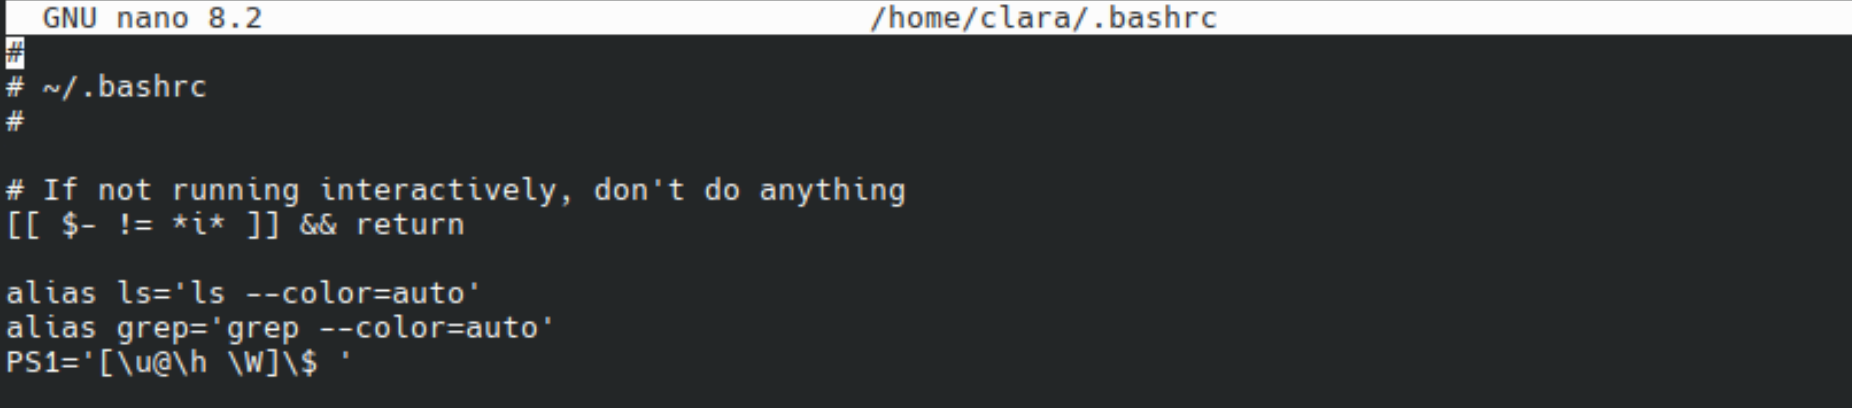 GNU nano 8.2 /home/clara/.bashrc
#
# ~/.bashrc
#
# If not running interactively, don't do anything
[[ $- != *i* ]] && return
alias ls='ls --color=auto'
alias grep='grep --color=auto'
PS1='[\u@\h \W]\$ '